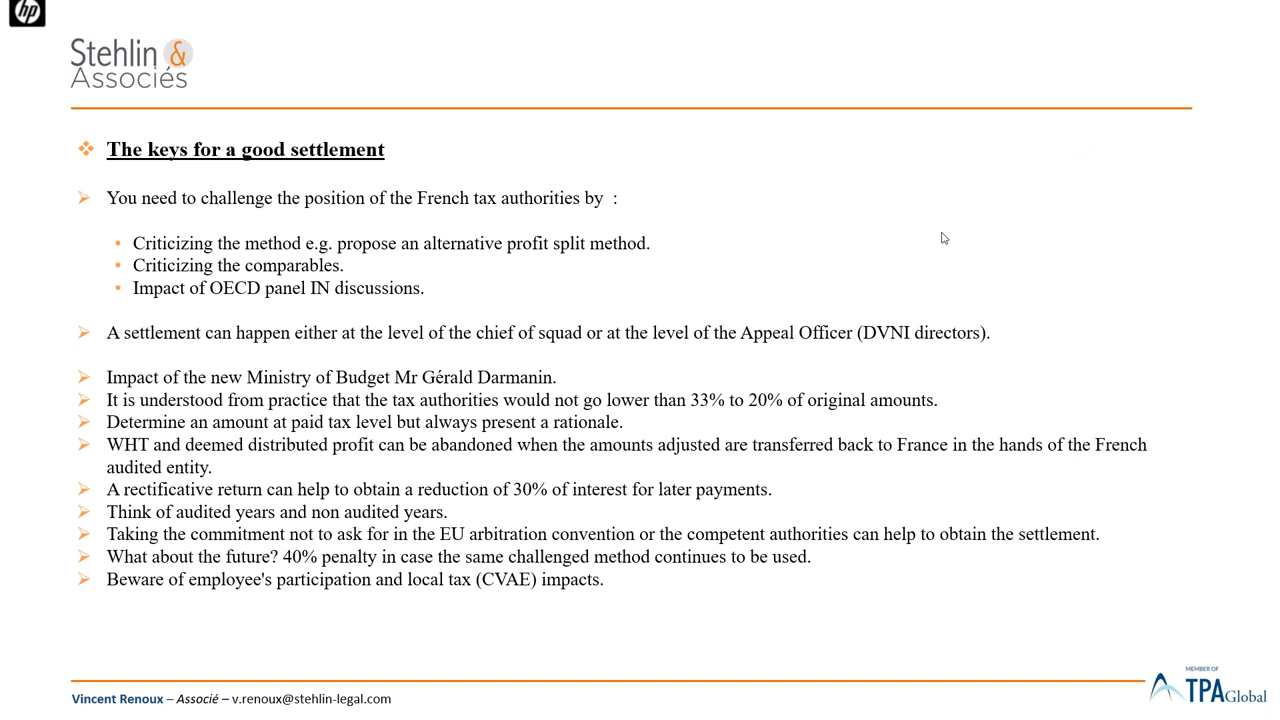 hp
Stehlin &
Associés
The keys for a good settlement
You need to challenge the position of the French tax authorities by :
Criticizing the method e.g. propose an alternative profit split method.
Criticizing the comparables.
Impact of OECD panel IN discussions.
A settlement can happen either at the level of the chief of squad or at the level of the Appeal Officer (DVNI directors).
Impact of the new Ministry of Budget Mr Gérald Darmanin.
It is understood from practice that the tax authorities would not go lower than 33% to 20% of original amounts.
Determine an amount at paid tax level but always present a rationale.
WHT and deemed distributed profit can be abandoned when the amounts adjusted are transferred back to France in the hands of the French
audited entity.
A rectificative return can help to obtain a reduction of 30% of interest for later payments.
Think of audited years and non audited years.
Taking the commitment not to ask for in the EU arbitration convention or the competent authorities can help to obtain the settlement.
What about the future? 40% penalty in case the same challenged method continues to be used.
Beware of employee's participation and local tax (CVAE) impacts.
Vincent Renoux – Associé – v.renoux@stehlin-legal.com
MEMBER OF
TPA Global